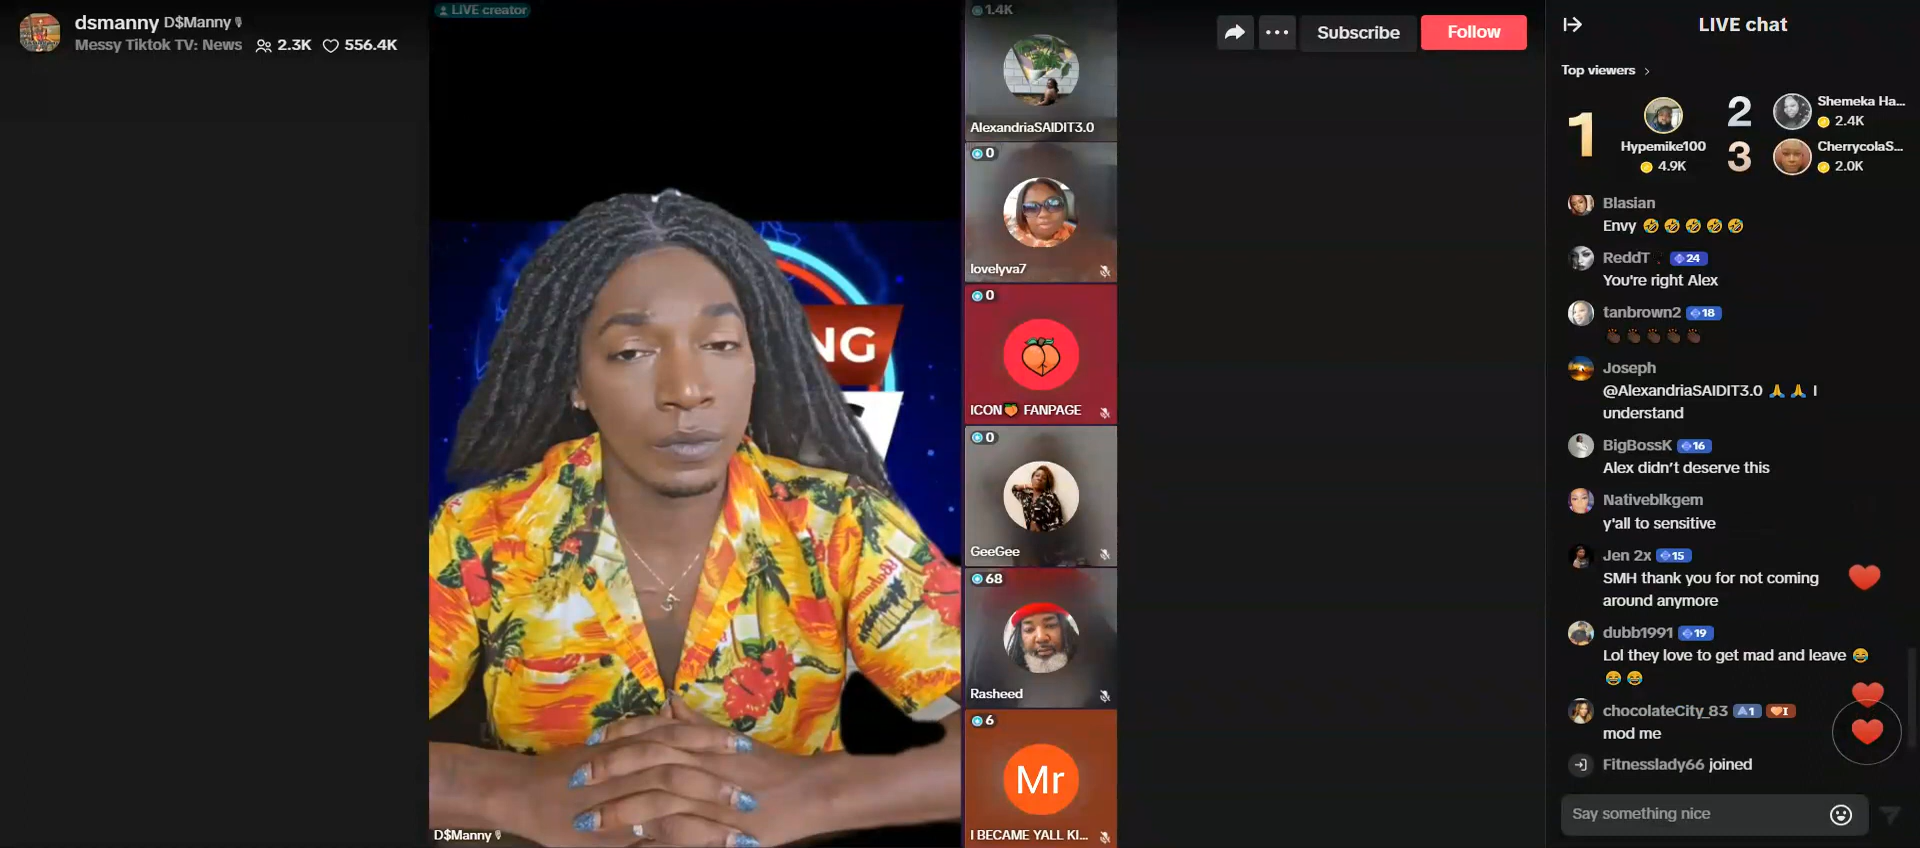 dsmanny D$Manny🎙
Messy Tiktok TV: News 2.3K 556.4K
LIVE creator
NG
D$Manny🎙
1.4K
AlexandriaSAIDIT3.0
0
lovelyva7
0
ICON🍑 FANPAGE
0
GeeGee
68
Rasheed
6
Mr
I BECAME YALL KI...
Subscribe
Follow
LIVE chat
Top viewers >
1
Hypemike100
4.9K
2
Shemeka Ha...
2.4K
3
CherrycolaS...
2.0K
Blasian
Envy 🤣 🤣 🤣 🤣 🤣
ReddT 24
You're right Alex
tanbrown2 18
👏🏿 👏🏿 👏🏿 👏🏿 👏🏿
Joseph
@AlexandriaSAIDIT3.0 🙏 🙏 I
understand
BigBossK 16
Alex didn’t deserve this
Nativeblkgem
y'all to sensitive
Jen 2x 15
SMH thank you for not coming
around anymore
dubb1991 19
Lol they love to get mad and leave 😂
😂 😂
chocolateCity_83 1 I
mod me
Fitnesslady66 joined
Say something nice